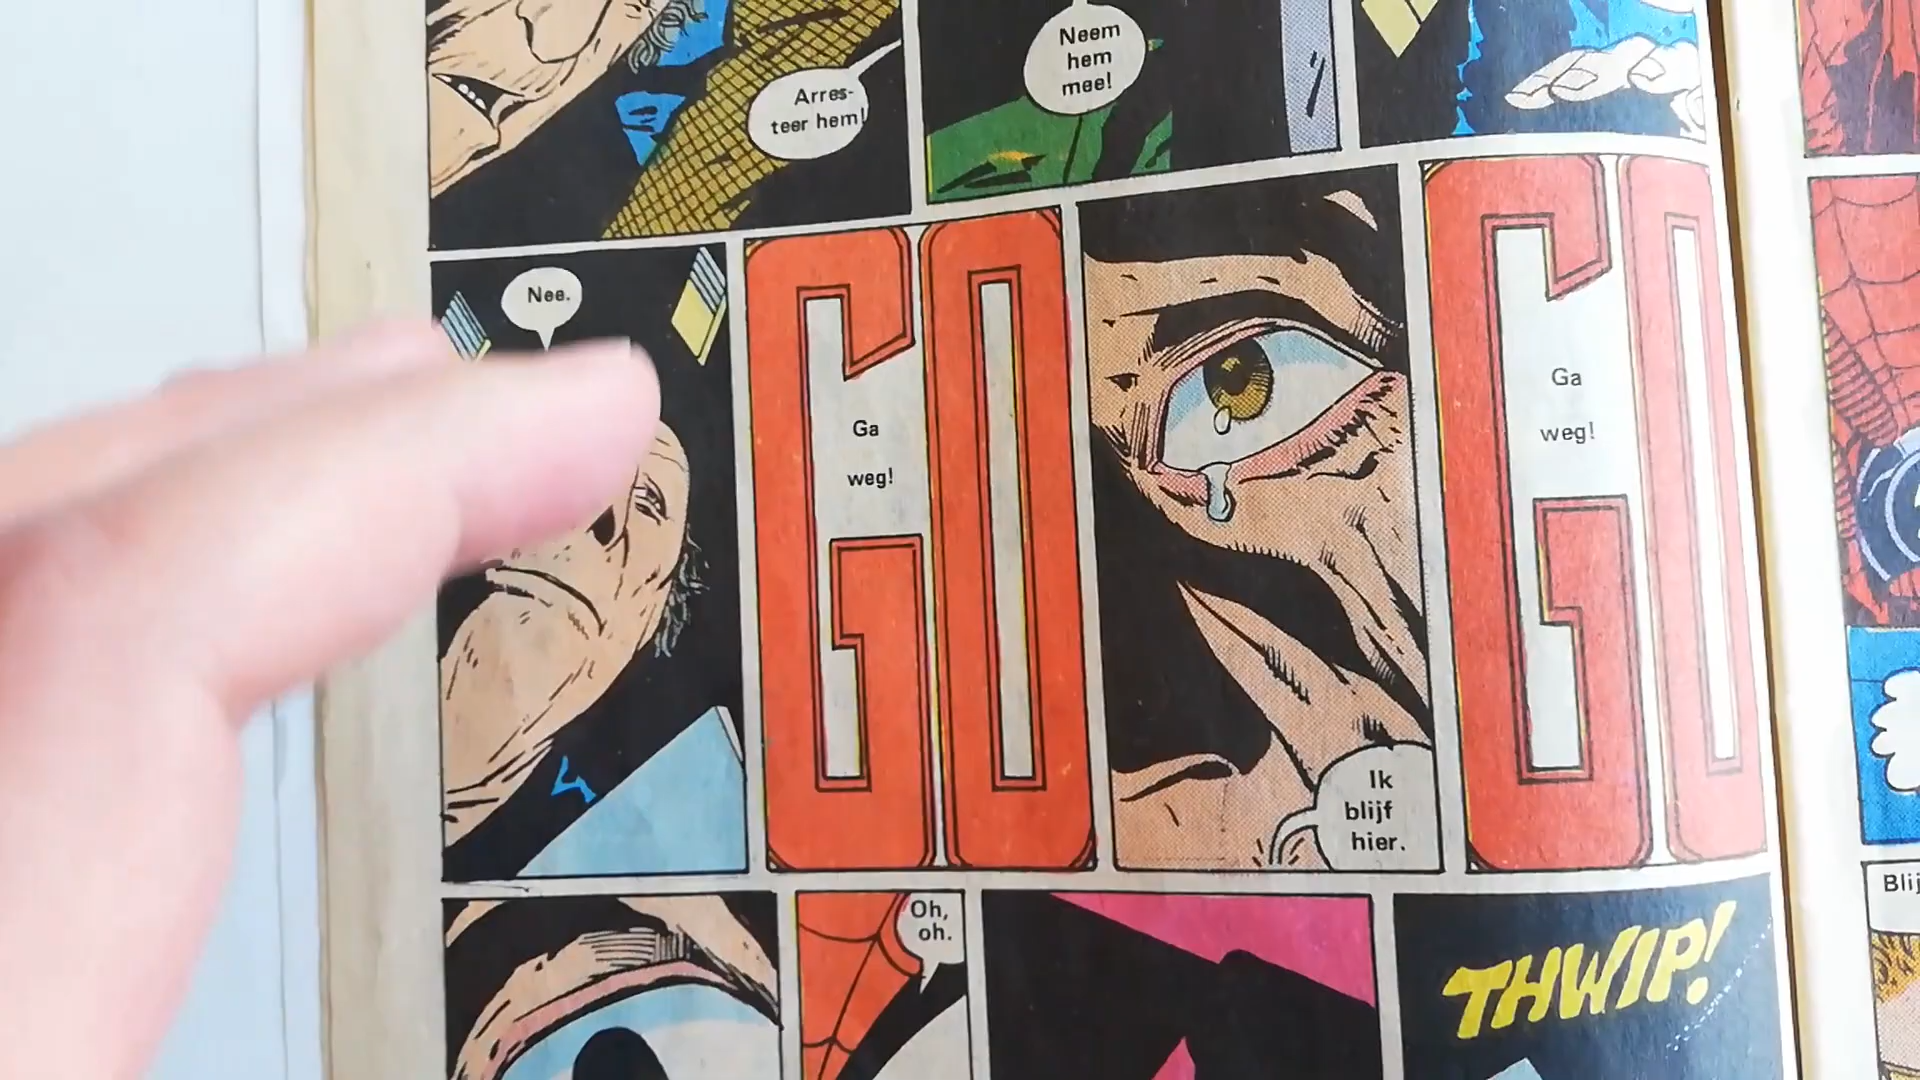 Arres-
teer hem!
Neem
hem
mee!
Nee.
GO
Ga
weg!
Ik
blijf
hier.
GO
Ga
weg!
Oh,
oh.
THWIP!